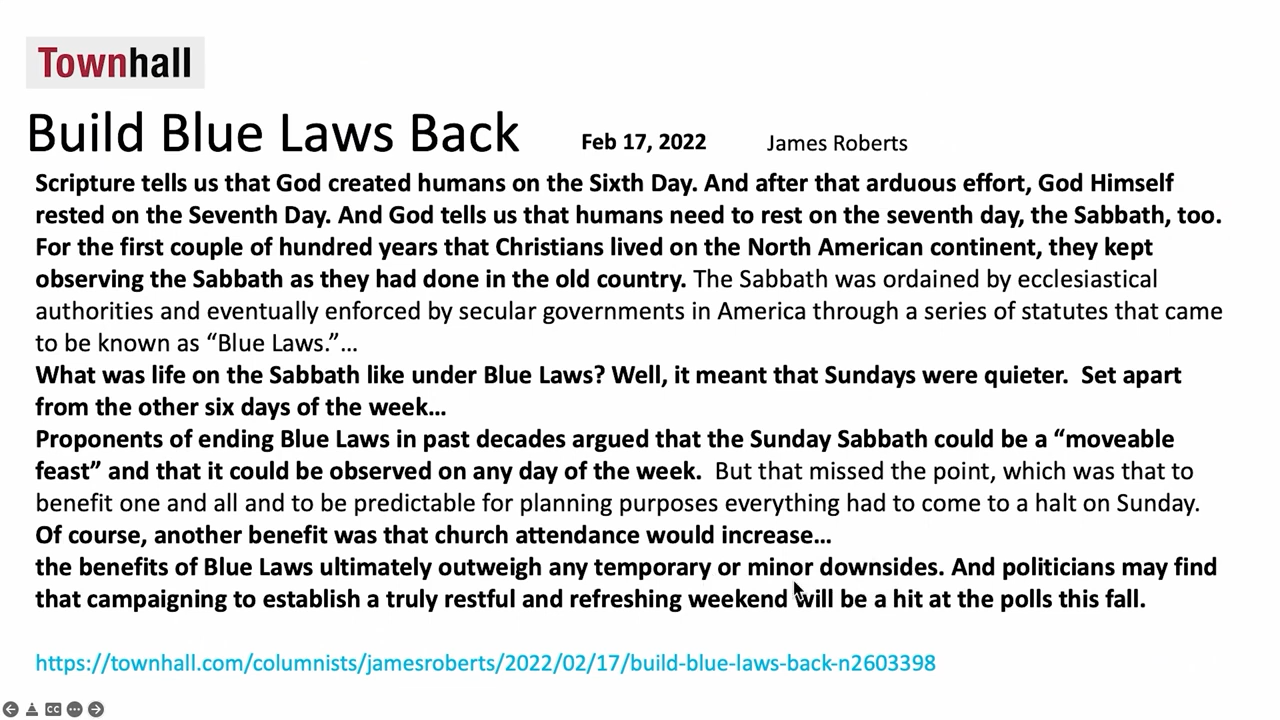 Townhall
Build Blue Laws Back Feb 17, 2022 James Roberts
Scripture tells us that God created humans on the Sixth Day. And after that arduous effort, God Himself
rested on the Seventh Day. And God tells us that humans need to rest on the seventh day, the Sabbath, too.
For the first couple of hundred years that Christians lived on the North American continent, they kept
observing the Sabbath as they had done in the old country. The Sabbath was ordained by ecclesiastical
authorities and eventually enforced by secular governments in America through a series of statutes that came
to be known as “Blue Laws.”…
What was life on the Sabbath like under Blue Laws? Well, it meant that Sundays were quieter.  Set apart
from the other six days of the week…
Proponents of ending Blue Laws in past decades argued that the Sunday Sabbath could be a “moveable
feast” and that it could be observed on any day of the week.  But that missed the point, which was that to
benefit one and all and to be predictable for planning purposes everything had to come to a halt on Sunday.
Of course, another benefit was that church attendance would increase…
the benefits of Blue Laws ultimately outweigh any temporary or minor downsides. And politicians may find
that campaigning to establish a truly restful and refreshing weekend will be a hit at the polls this fall.
https://townhall.com/columnists/jamesroberts/2022/02/17/build-blue-laws-back-n2603398
CC